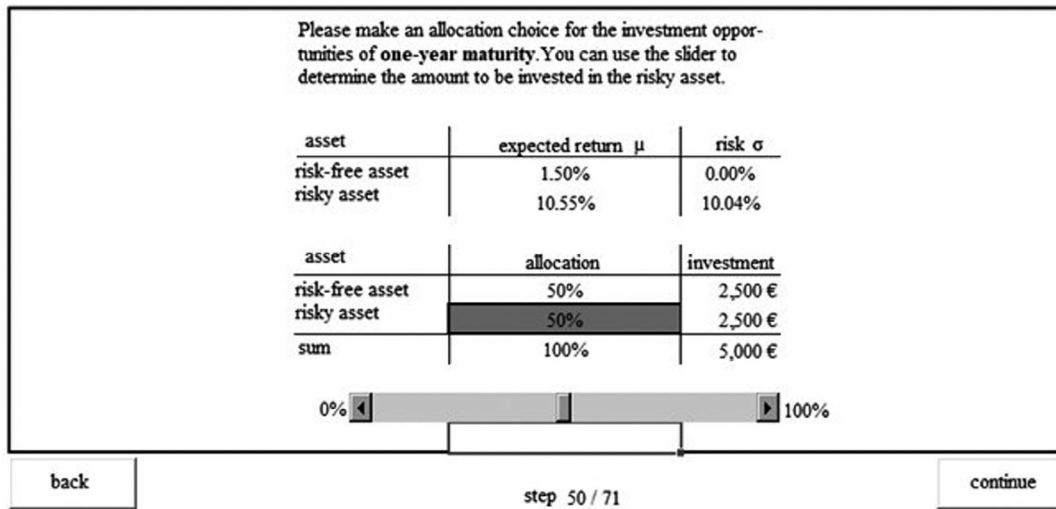 Please make an allocation choice for the investment oppor-
tunities of one-year maturity. You can use the slider to
determine the amount to be invested in the risky asset.
asset expected return μ risk σ
risk-free asset 1.50% 0.00%
risky asset 10.55% 10.04%
asset allocation investment
risk-free asset 50% 2,500 €
risky asset 50% 2,500 €
sum 100% 5,000 €
0% 100%
back step 50 / 71 continue